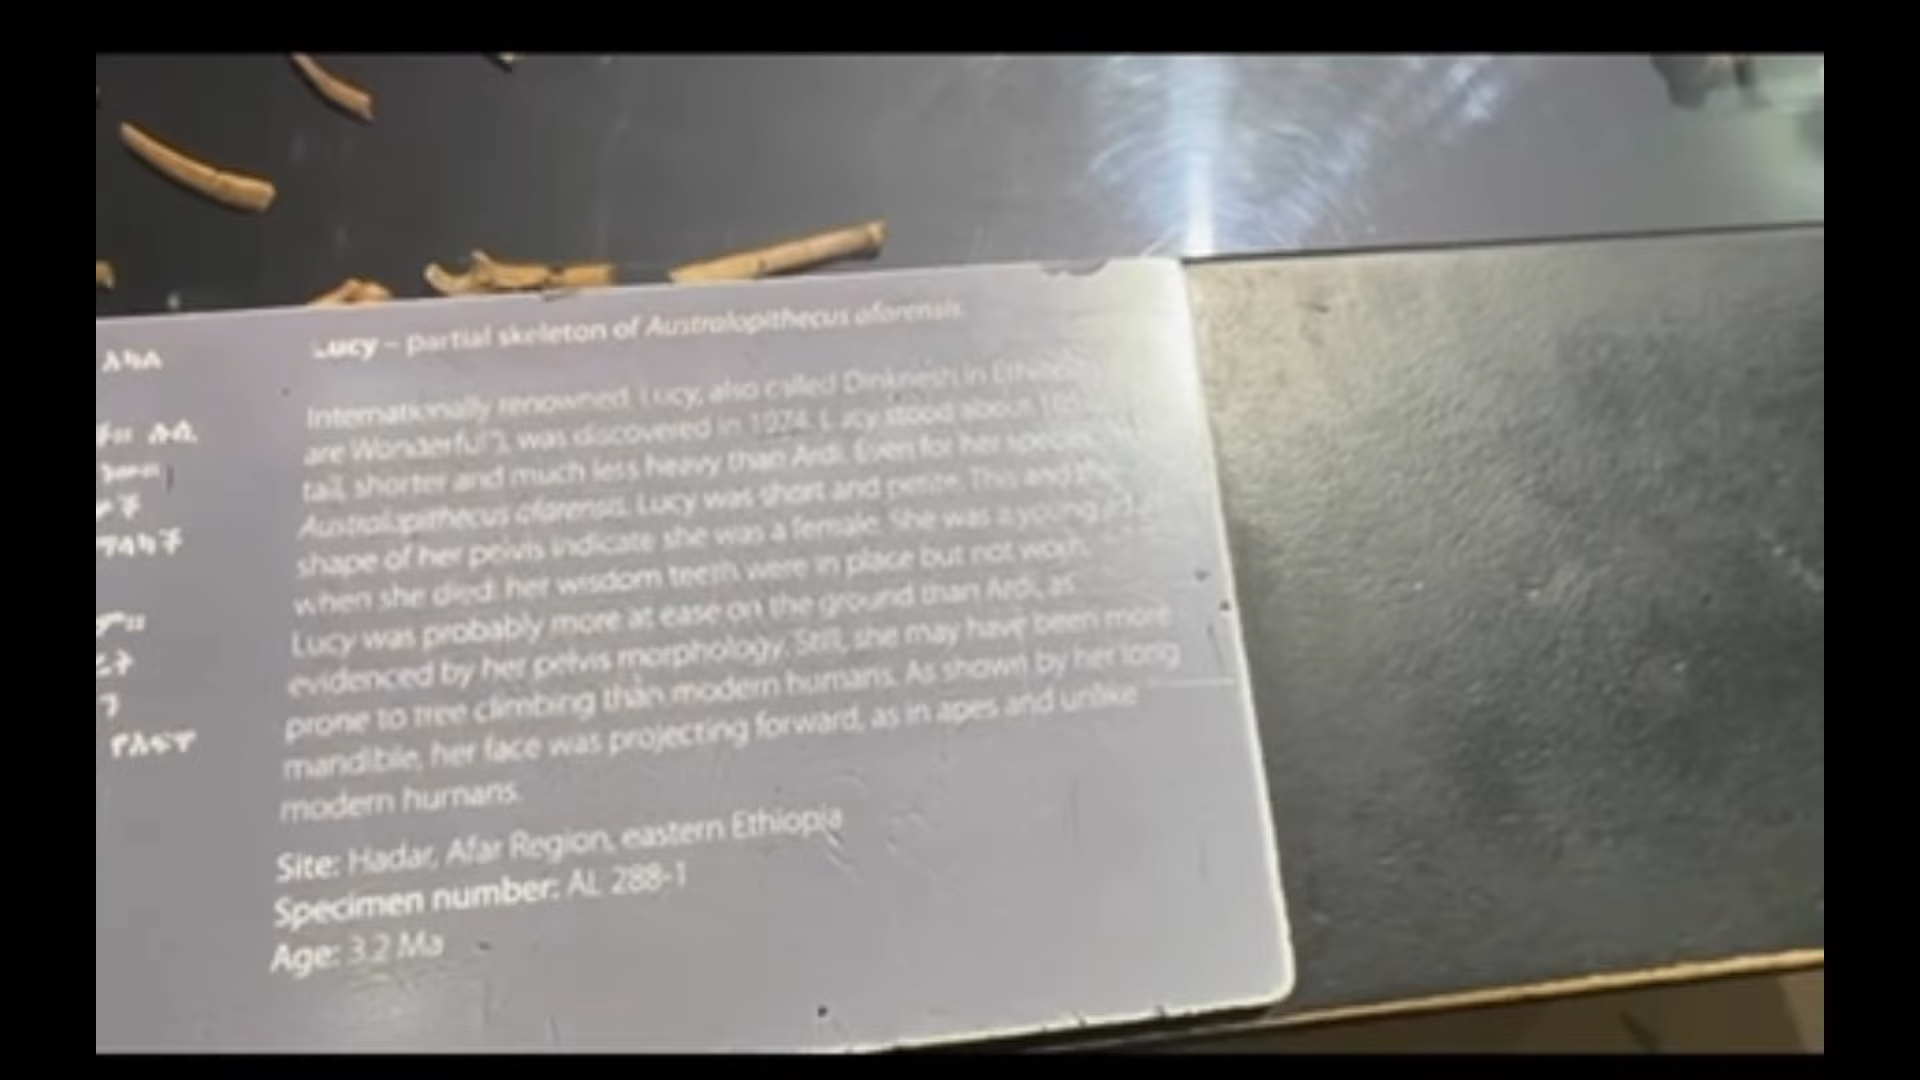 አካል
Lucy – partial skeleton of Australopithecus afarensis.
Internationally renowned Lucy, also called Dinknesh in
are Wonderful"), was discovered in 1974. Lucy stood about
ሉሲ
tall, shorter and much less heavy than Ardi. Even for her species
Australopithecus afarensis, Lucy was short and petite. This and the
shape of her pelvis indicate she was a female. She was a young
when she died: her wisdom teeth were in place but not worn.
Lucy was probably more at ease on the ground than Ardi, as
evidenced by her pelvis morphology. Still, she may have been more
prone to tree climbing than modern humans. As shown by her long
mandible, her face was projecting forward, as in apes and unlike
የአፋር
modern humans.
Site: Hadar, Afar Region, eastern Ethiopia
Specimen number: AL 288-1
Age: 3.2 Ma